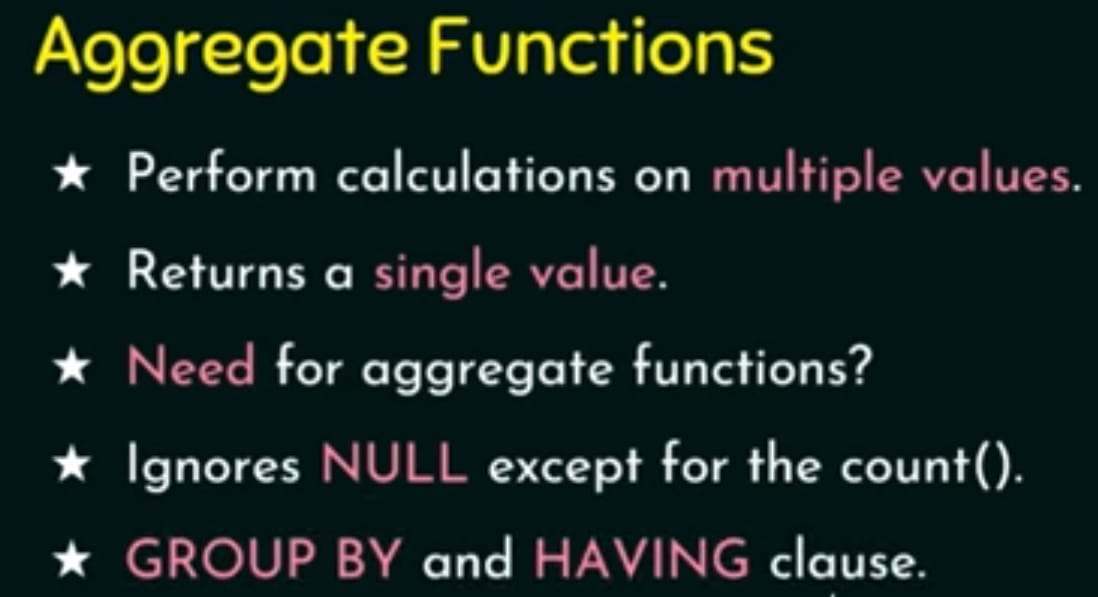 Aggregate Functions
★ Perform calculations on multiple values.
★ Returns a single value.
★ Need for aggregate functions?
★ Ignores NULL except for the count().
★ GROUP BY and HAVING clause.